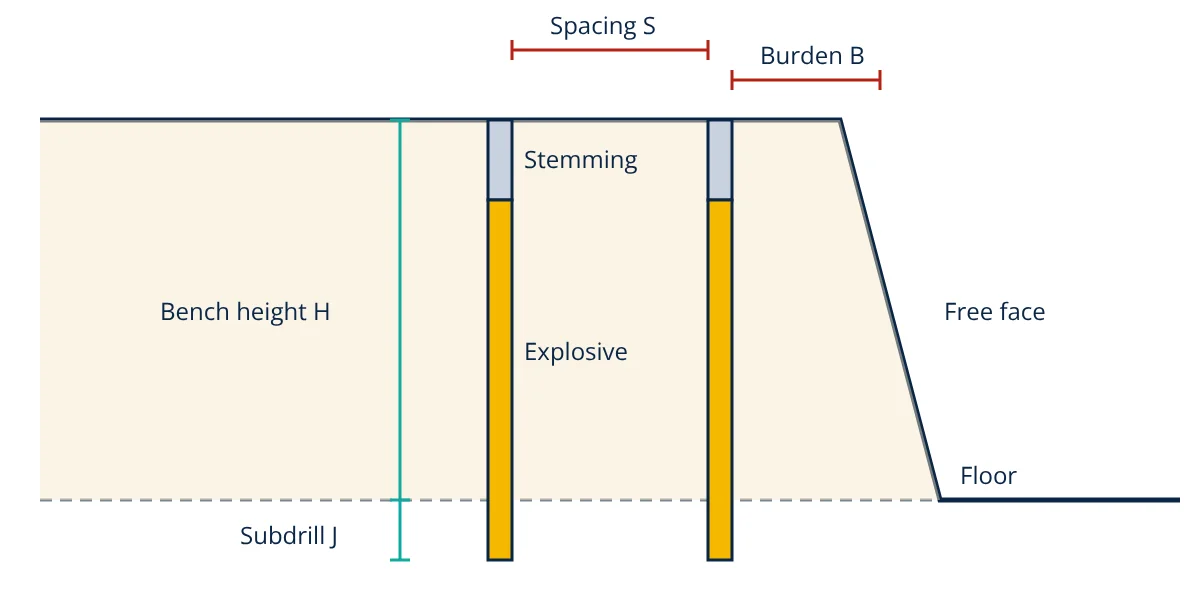 Spacing S
Burden B
Stemming
Bench height H
Free face
Explosive
Floor
Subdrill J